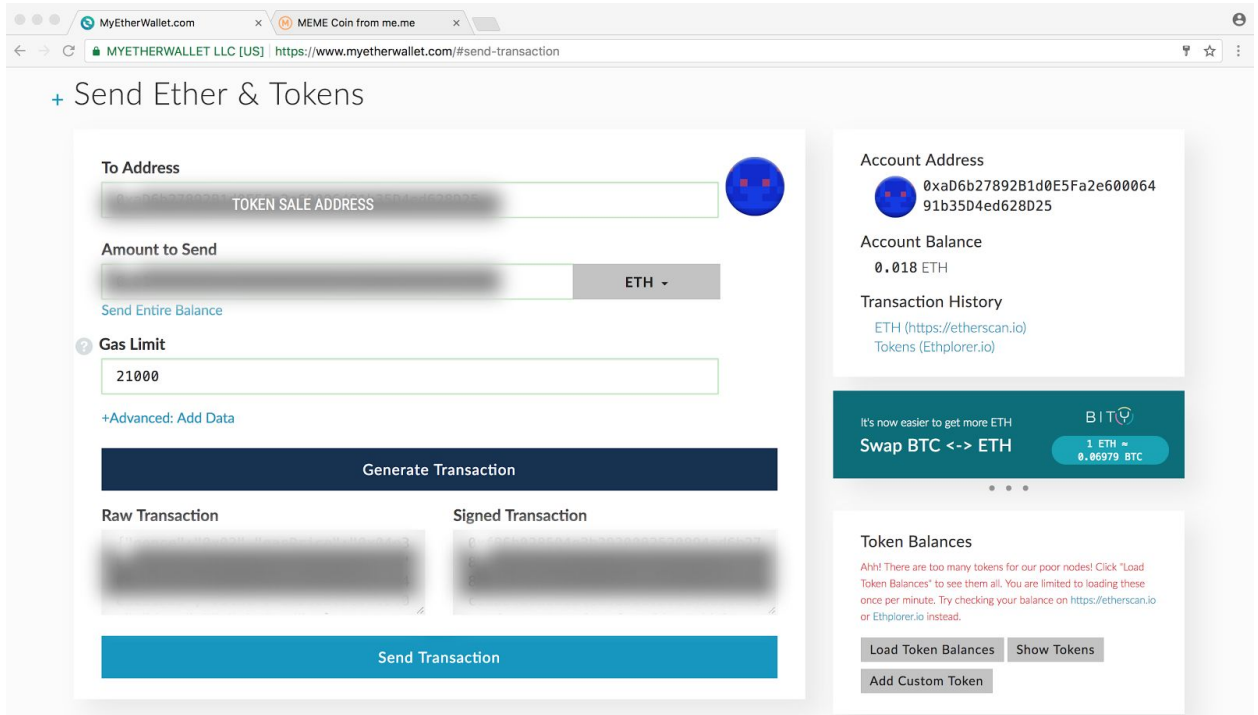 MyEtherWallet.com
MEME Coin from me.me
MYETHERWALLET LLC [US] https://www.myetherwallet.com/#send-transaction
+ Send Ether & Tokens
To Address
TOKEN SALE ADDRESS
Amount to Send
ETH
Send Entire Balance
? Gas Limit
21000
+Advanced: Add Data
Generate Transaction
Raw Transaction
Signed Transaction
Send Transaction
Account Address
0xaD6b27892B1d0E5Fa2e600064
91b35D4ed628D25
Account Balance
0.018 ETH
Transaction History
ETH (https://etherscan.io)
Tokens (Ethplorer.io)
It's now easier to get more ETH
Swap BTC <-> ETH
BITY
1 ETH ≈
0.06979 BTC
Token Balances
Ahh! There are too many tokens for our poor nodes! Click "Load
Token Balances" to see them all. You are limited to loading these
once per minute. Try checking your balance on https://etherscan.io
or Ethplorer.io instead.
Load Token Balances
Show Tokens
Add Custom Token